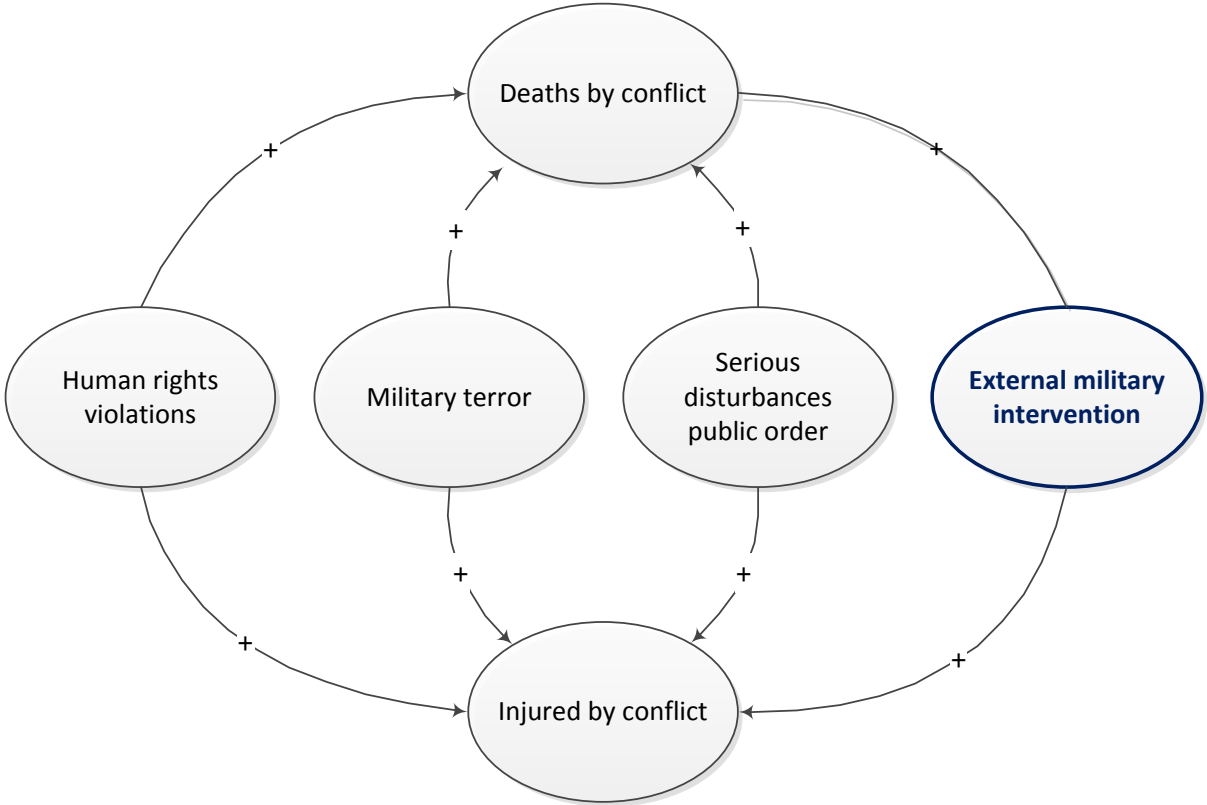 Deaths by conflict
+
+
+
+
Human rights
violations
Military terror
Serious
disturbances
public order
External military
intervention
+
+
+
+
Injured by conflict